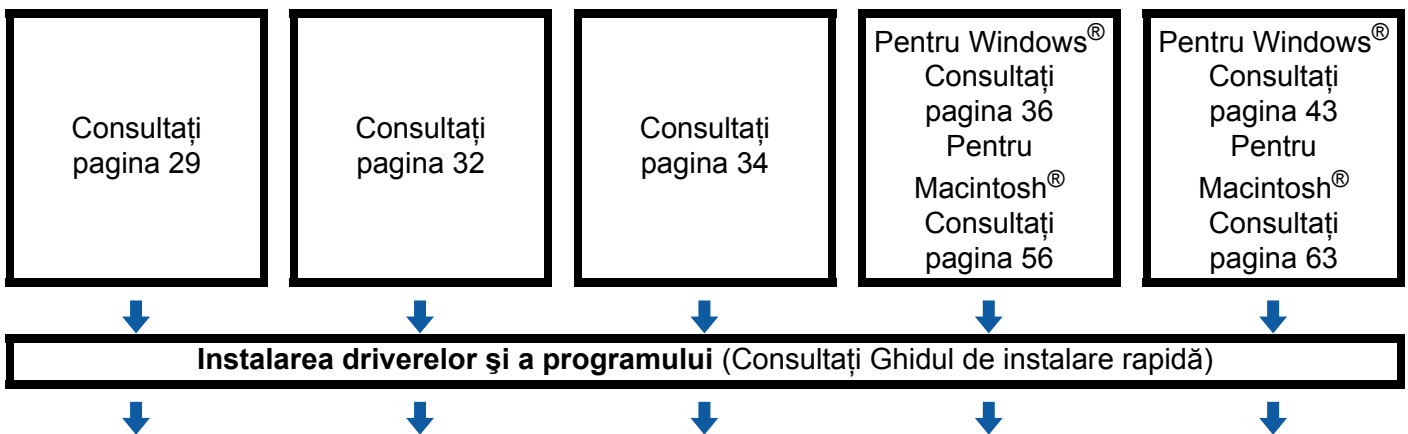 Consultați
pagina 29
Consultați
pagina 32
Consultați
pagina 34
Pentru Windows®
Consultați
pagina 36
Pentru
Macintosh®
Consultați
pagina 56
Pentru Windows®
Consultați
pagina 43
Pentru
Macintosh®
Consultați
pagina 63
Instalarea driverelor şi a programului (Consultați Ghidul de instalare rapidă)